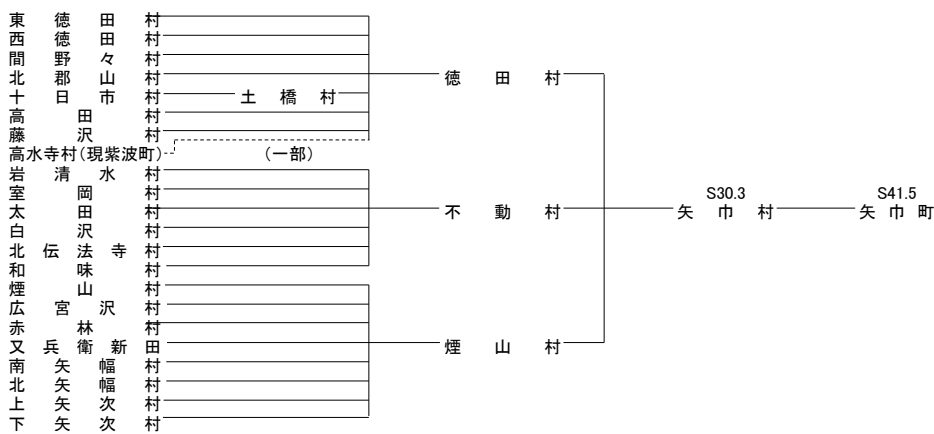 東徳田村
西徳田村
間野々村
北郡山村 徳田村
十日市村 土橋村
高田村
藤沢村
高水寺村(現紫波町) (一部)
岩清水村
室岡村 S30.3 S41.5
太田村 不動村 矢巾村 矢巾町
白沢村
北伝法寺村
和味村
煙山村
広宮沢村
赤林村
又兵衛新田 煙山村
南矢幅村
北矢幅村
上矢次村
下矢次村